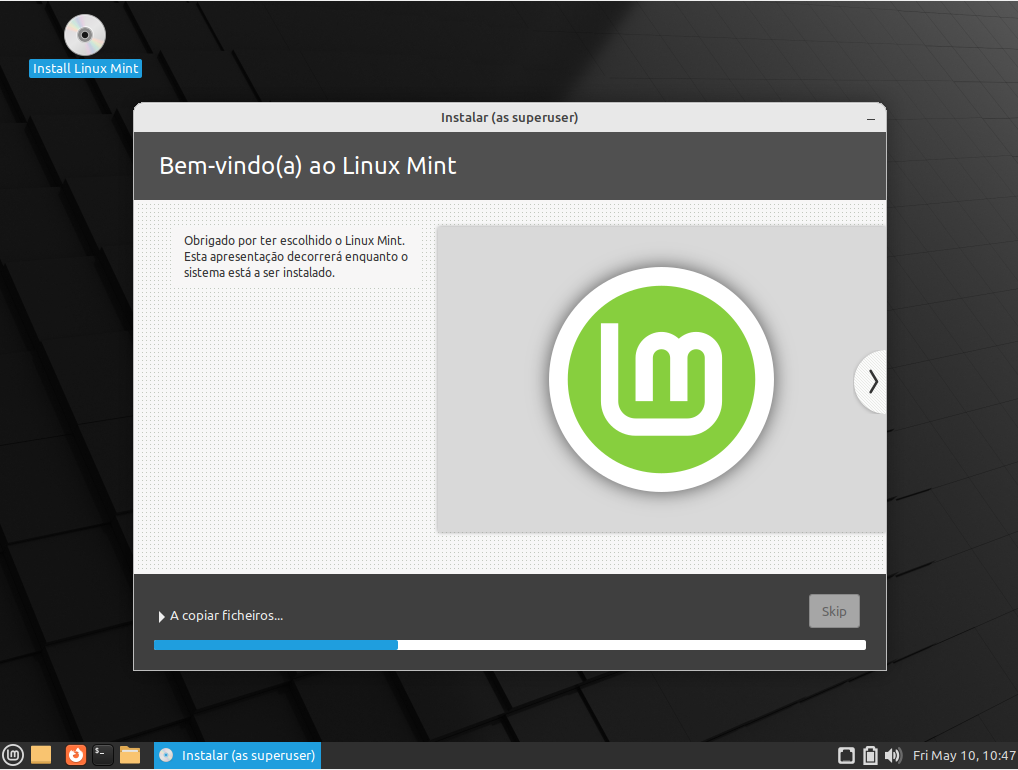 Install Linux Mint
Instalar (as superuser)
Bem-vindo(a) ao Linux Mint
Obrigado por ter escolhido o Linux Mint.
Esta apresentação decorrerá enquanto o
sistema está a ser instalado.
A copiar ficheiros...
Skip
Instalar (as superuser)
Fri May 10, 10:47